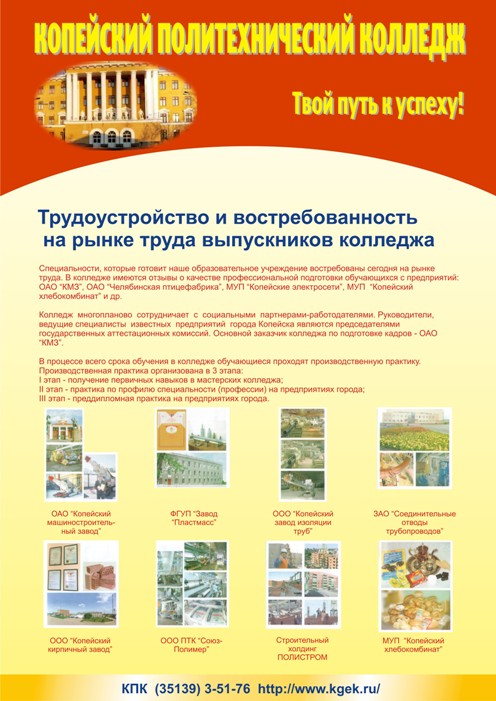 КОПЕЙСКИЙ ПОЛИТЕХНИЧЕСКИЙ КОЛЛЕДЖ
Твой путь к успеху!
Трудоустройство и востребованность
на рынке труда выпускников колледжа
Специальности, которые готовит наше образовательное учреждение востребованы сегодня на рынке
труда. В колледже имеются отзывы о качестве профессиональной подготовки обучающихся с предприятий:
ОАО “КМЗ”, ОАО “Челябинская птицефабрика”, МУП “Копейские электросети”, МУП “Копейский
хлебокомбинат” и др.
Колледж многопланово сотрудничает с социальными партнерами-работодателями. Руководители,
ведущие специалисты известных предприятий города Копейска являются председателями
государственных аттестационных комиссий. Основной заказчик колледжа по подготовке кадров - ОАО
“КМЗ”.
В процессе всего срока обучения в колледже обучающиеся проходят производственную практику.
Производственная практика организована в 3 этапа:
I этап - получение первичных навыков в мастерских колледжа;
II этап - практика по профилю специальности (профессии) на предприятиях города;
III этап - преддипломная практика на предприятиях города.
ОАО “Копейский
машиностроитель-
ный завод”
ФГУП “Завод
“Пластмасс”
ООО “Копейский
завод изоляции
труб”
ЗАО “Соединительные
отводы
трубопроводов”
ООО “Копейский
кирпичный завод”
ООО ПТК “Союз-
Полимер”
Строительный
холдинг
ПОЛИСТРОМ
МУП “Копейский
хлебокомбинат”
КПК (35139) 3-51-76 http://www.kgek.ru/